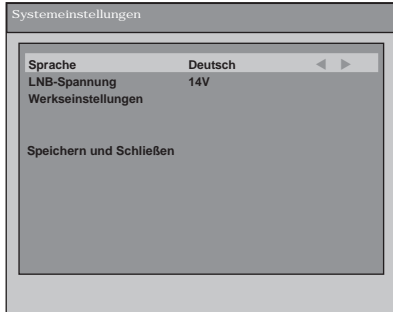 Systemeinstellungen
Sprache Deutsch
LNB-Spannung 14V
Werkseinstellungen
Speichern und Schließen